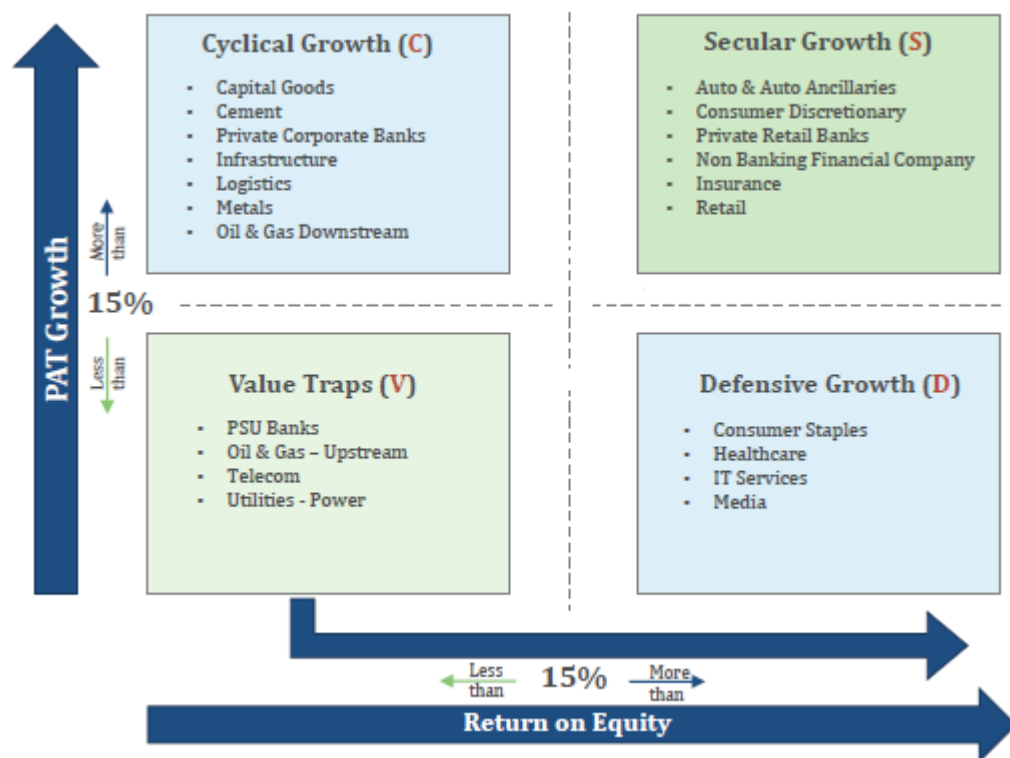 Cyclical Growth (C)
▪ Capital Goods
▪ Cement
▪ Private Corporate Banks
▪ Infrastructure
▪ Logistics
▪ Metals
▪ Oil & Gas Downstream
Secular Growth (S)
▪ Auto & Auto Ancillaries
▪ Consumer Discretionary
▪ Private Retail Banks
▪ Non Banking Financial Company
▪ Insurance
▪ Retail
PAT Growth
More
than
15%
Less
than
Value Traps (V)
▪ PSU Banks
▪ Oil & Gas – Upstream
▪ Telecom
▪ Utilities - Power
Defensive Growth (D)
▪ Consumer Staples
▪ Healthcare
▪ IT Services
▪ Media
Less
than
15%
More
than
Return on Equity